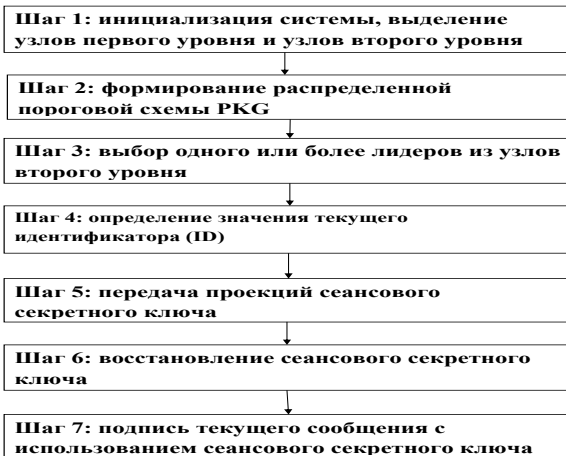 Шаг 1: инициализация системы, выделение
узлов первого уровня и узлов второго уровня
Шаг 2: формирование распределенной
пороговой схемы PKG
Шаг 3: выбор одного или более лидеров из узлов
второго уровня
Шаг 4: определение значения текущего
идентификатора (ID)
Шаг 5: передача проекций сеансового
секретного ключа
Шаг 6: восстановление сеансового секретного
ключа
Шаг 7: подпись текущего сообщения с
использованием сеансового секретного ключа